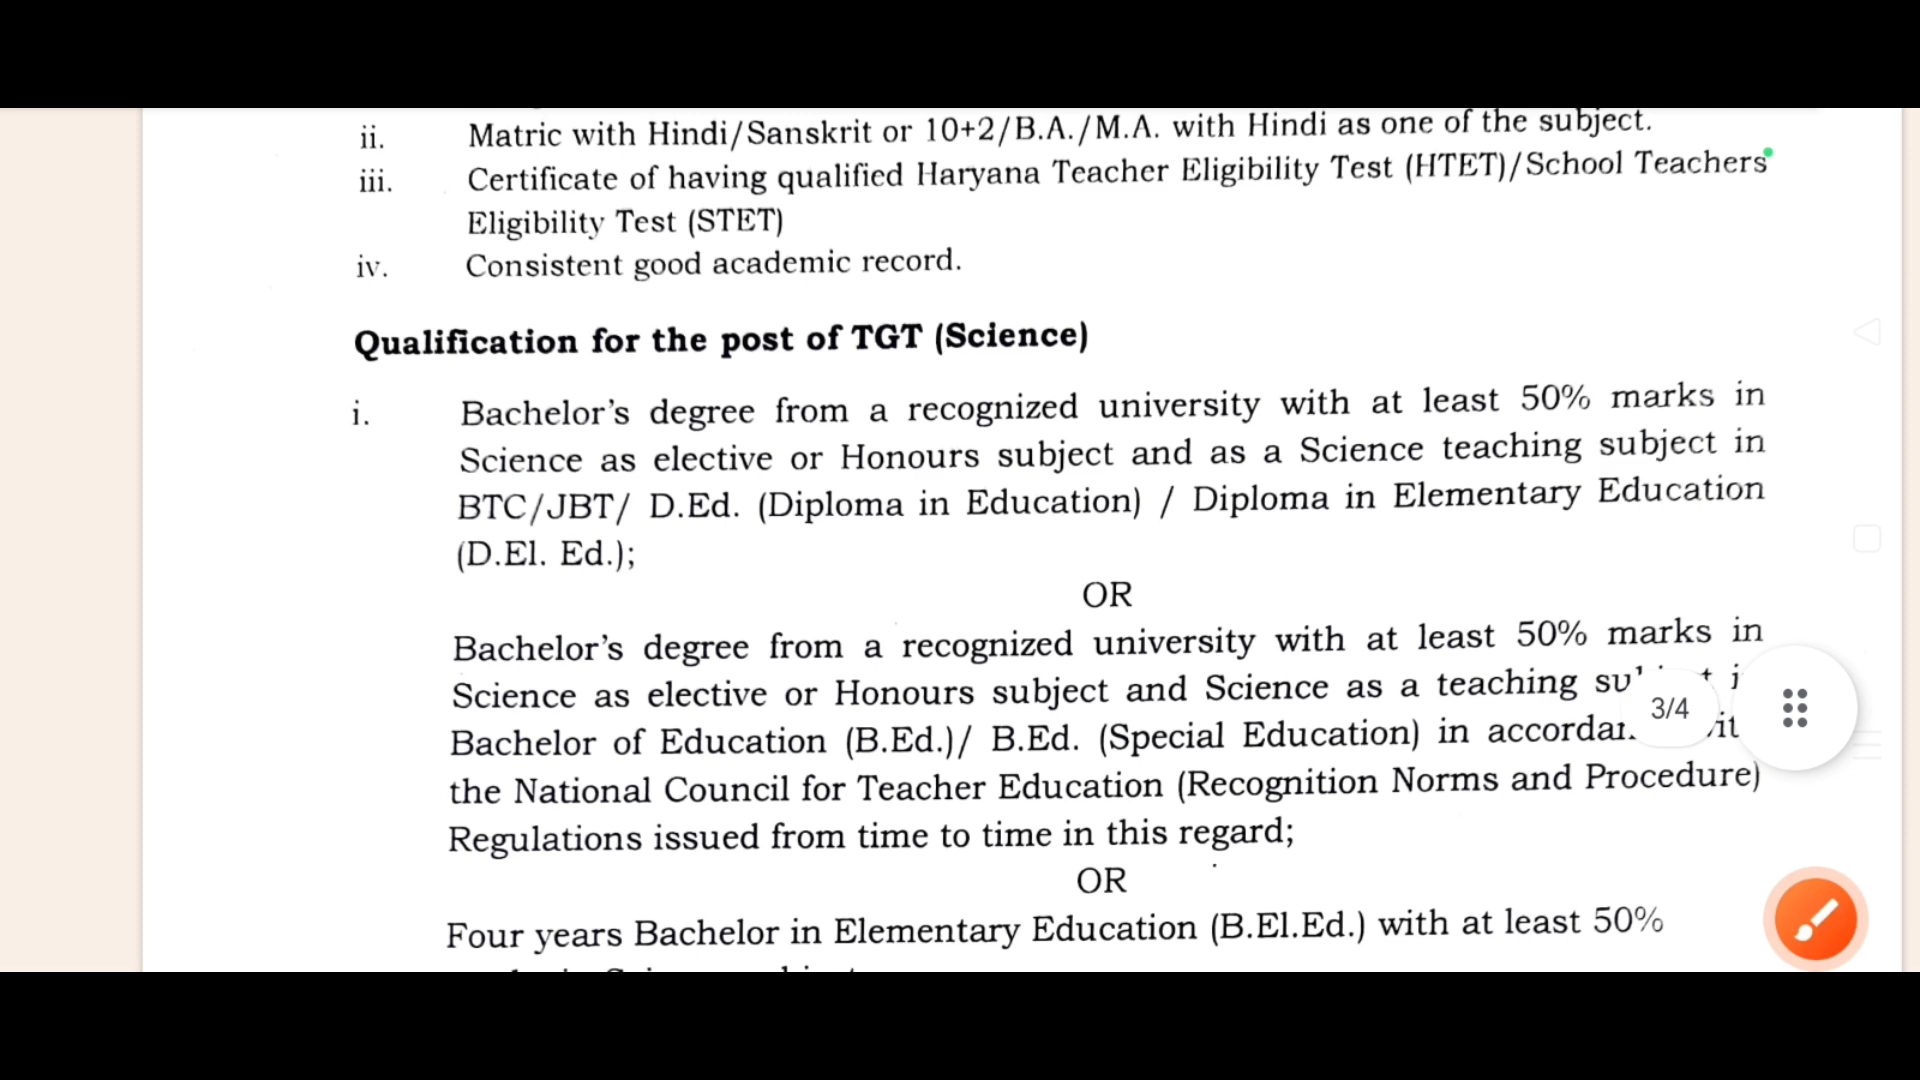 ii. Matric with Hindi/Sanskrit or 10+2/B.A./M.A. with Hindi as one of the subject.
iii. Certificate of having qualified Haryana Teacher Eligibility Test (HTET)/School Teachers
Eligibility Test (STET)
iv. Consistent good academic record.
Qualification for the post of TGT (Science)
i. Bachelor's degree from a recognized university with at least 50% marks in
Science as elective or Honours subject and as a Science teaching subject in
BTC/JBT/ D.Ed. (Diploma in Education) / Diploma in Elementary Education
(D.El. Ed.);
OR
Bachelor's degree from a recognized university with at least 50% marks in
Science as elective or Honours subject and Science as a teaching
Bachelor of Education (B.Ed.)/ B.Ed. (Special Education) in
the National Council for Teacher Education (Recognition Norms and Procedure)
Regulations issued from time to time in this regard;
OR
Four years Bachelor in Elementary Education (B.El.Ed.) with at least 50%
3/4